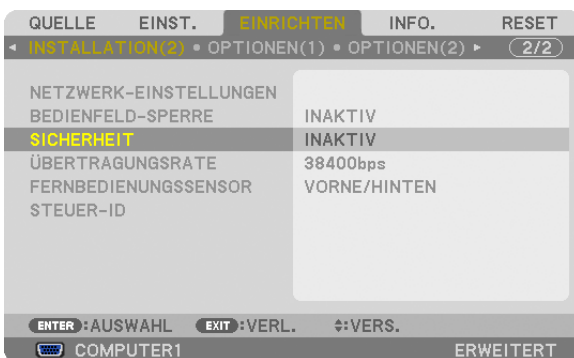 QUELLE EINST. EINRICHTEN INFO. RESET
◂ INSTALLATION(2) • OPTIONEN(1) • OPTIONEN(2) ▸ 2/2
NETZWERK-EINSTELLUNGEN
BEDIENFELD-SPERRE INAKTIV
SICHERHEIT INAKTIV
ÜBERTRAGUNGSRATE 38400bps
FERNBEDIENUNGSSENSOR VORNE/HINTEN
STEUER-ID
ENTER :AUSWAHL EXIT :VERL. ♦:VERS.
COMPUTER1 ERWEITERT